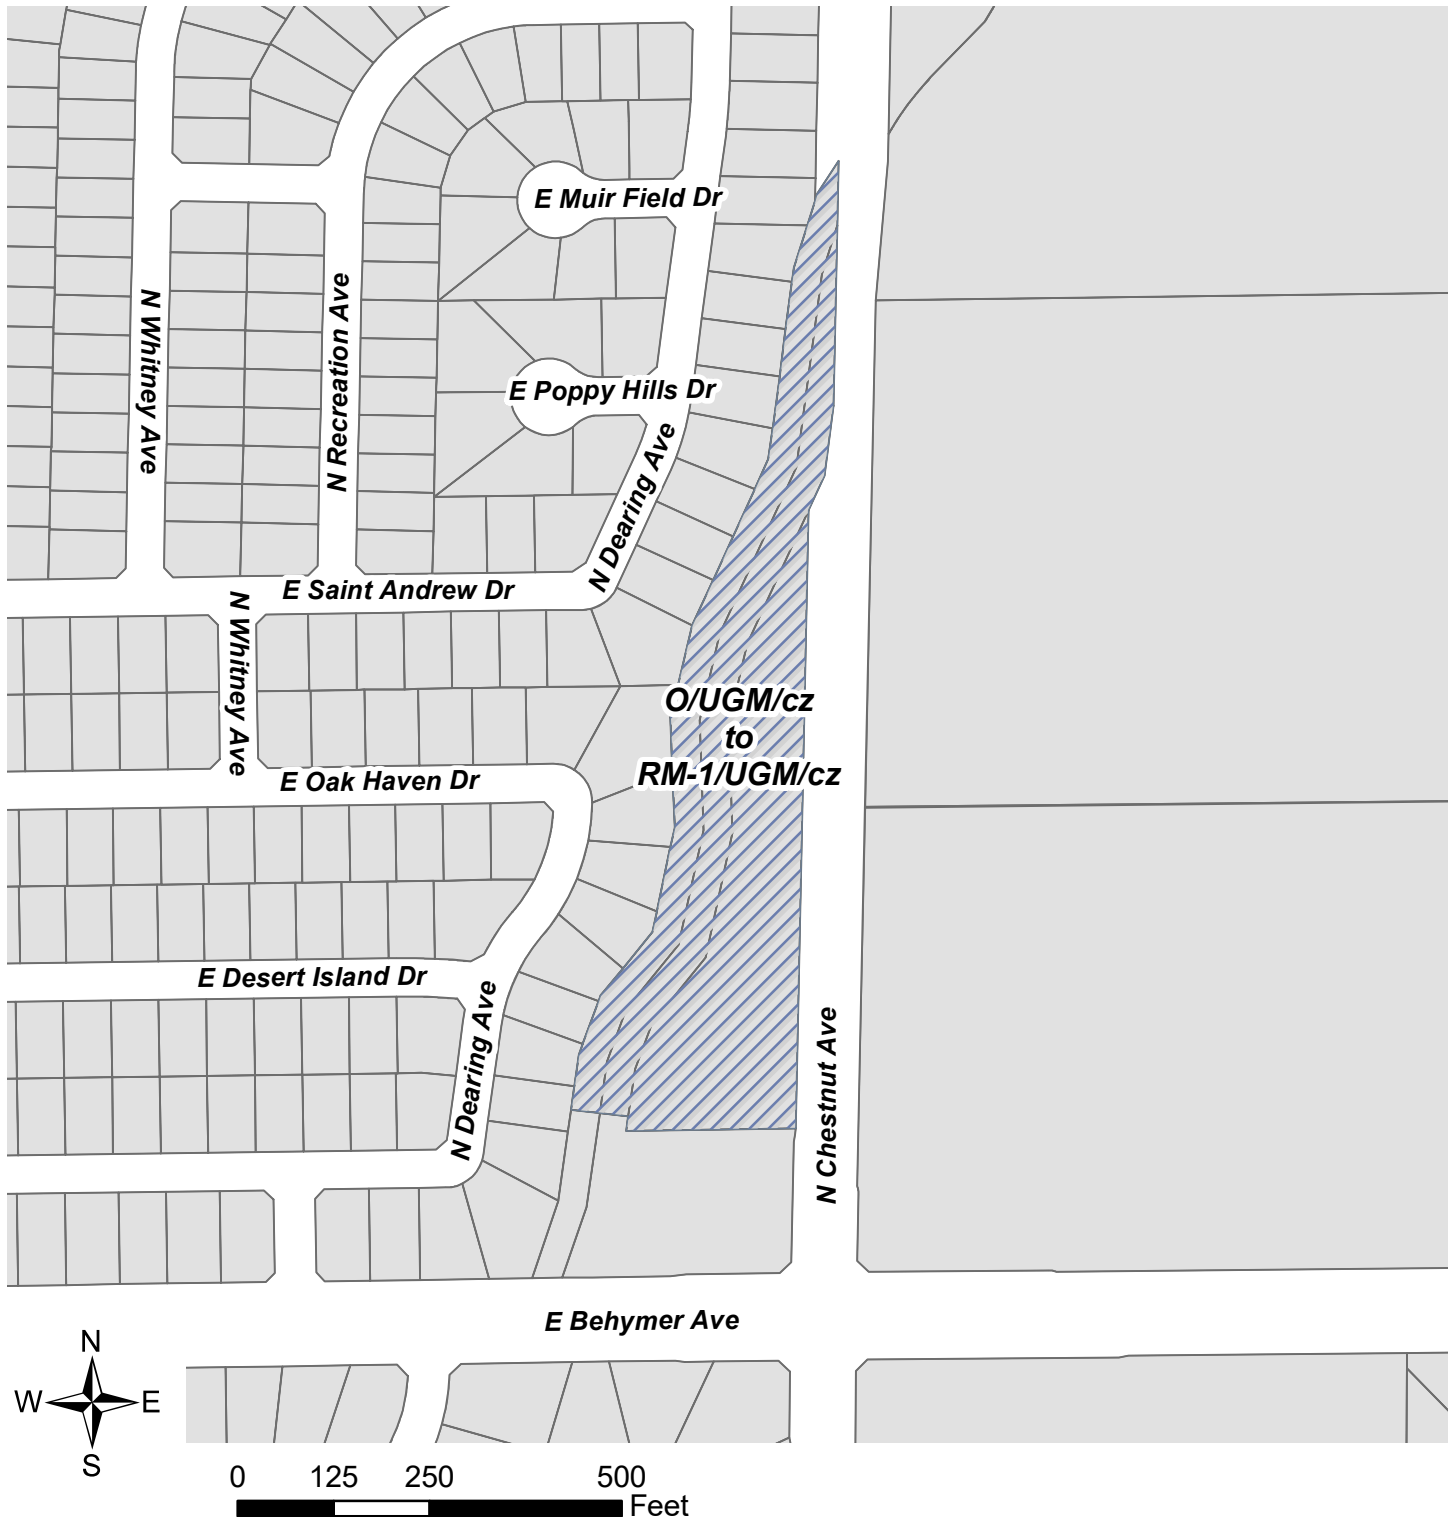 E Muir Field Dr
N Whitney Ave
N Recreation Ave
E Poppy Hills Dr
N Dearing Ave
E Saint Andrew Dr
N Whitney Ave
O/UGM/cz
to
RM-1/UGM/cz
E Oak Haven Dr
E Desert Island Dr
N Dearing Ave
N Chestnut Ave
E Behymer Ave
N
W E
S
0 125 250 500
Feet